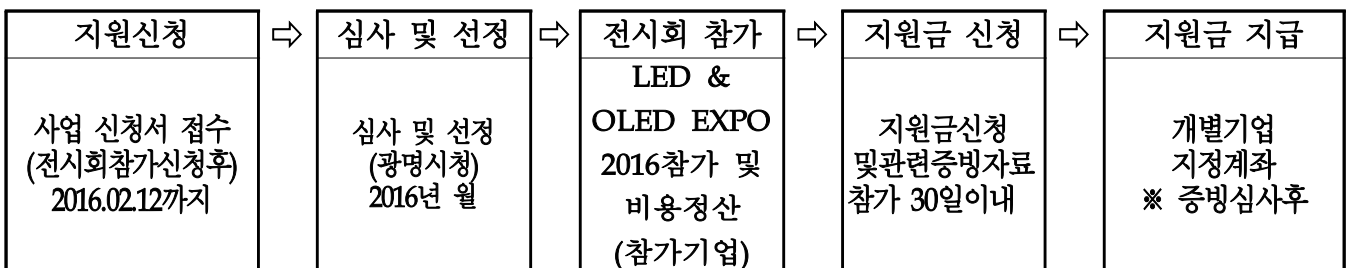 지원신청
사업 신청서 접수
(전시회참가신청후)
2016.02.12까지
⇨
심사 및 선정
심사 및 선정
(광명시청)
2016년 월
⇨
전시회 참가
LED &
OLED EXPO
2016참가 및
비용정산
(참가기업)
⇨
지원금 신청
지원금신청
및관련증빙자료
참가 30일이내
⇨
지원금 지급
개별기업
지정계좌
※ 증빙심사후